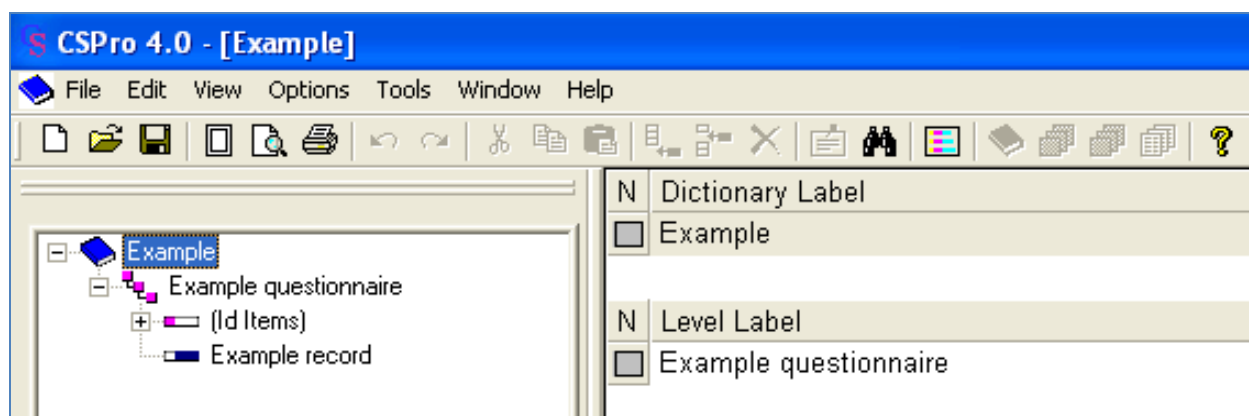 CSPro 4.0 - [Example]
File Edit View Options Tools Window Help
Example
Example questionnaire
(Id Items)
Example record
N Dictionary Label
Example
N Level Label
Example questionnaire